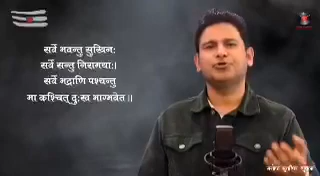 सर्वे भवन्तु सुखिनः
सर्वे सन्तु निरामयाः।
सर्वे भद्राणि पश्यन्तु
मा कश्चित् दुःख भाग्भवेत॥